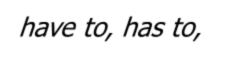 have to, has to,